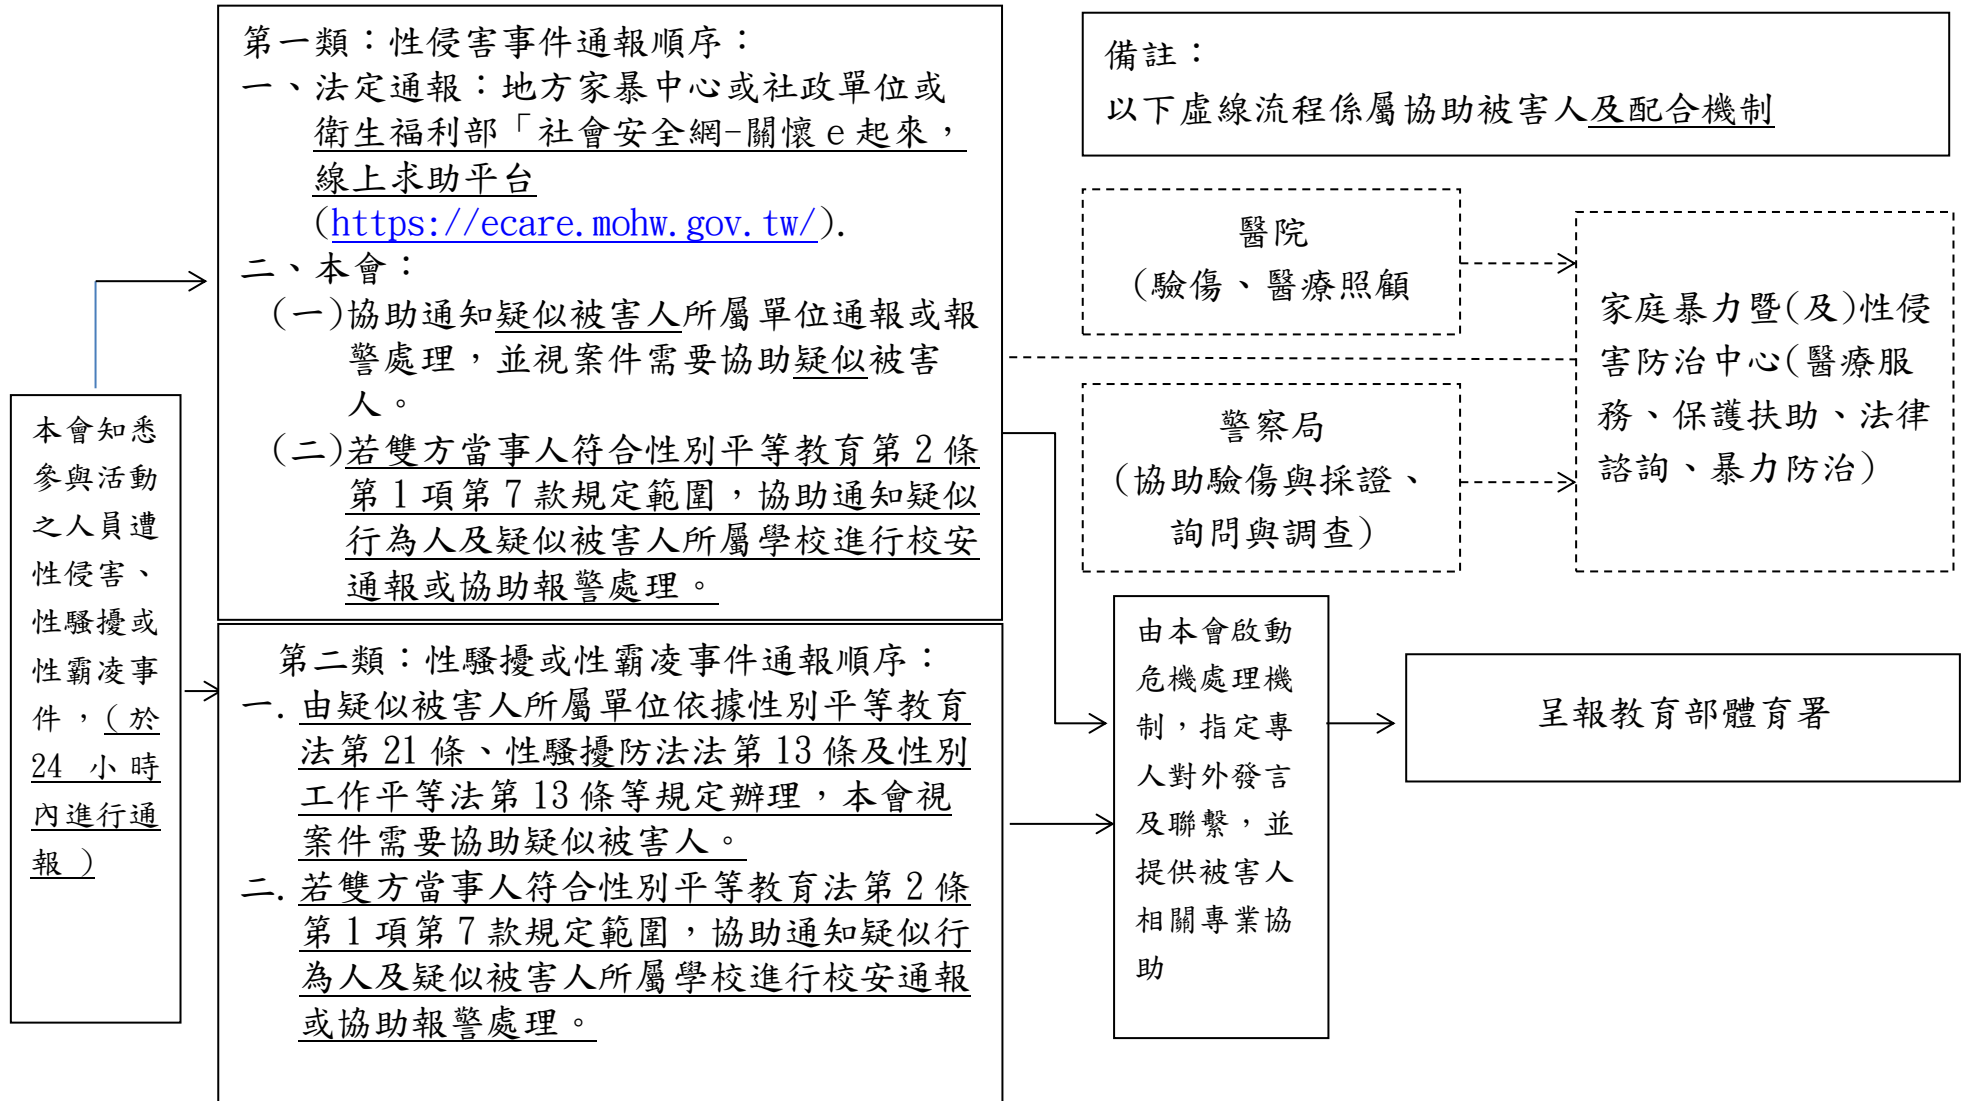 第一類：性侵害事件通報順序：
一、法定通報：地方家暴中心或社政單位或
衛生福利部「社會安全網-關懷 e 起來，
線上求助平台
(https://ecare.mohw.gov.tw/).
二、本會：
(一)協助通知疑似被害人所屬單位通報或報
警處理，並視案件需要協助疑似被害
人。
(二)若雙方當事人符合性別平等教育第 2 條
第 1 項第 7 款規定範圍，協助通知疑似
行為人及疑似被害人所屬學校進行校安
通報或協助報警處理。
備註：
以下虛線流程係屬協助被害人及配合機制
醫院
(驗傷、醫療照顧
家庭暴力暨(及)性侵
害防治中心(醫療服
務、保護扶助、法律
諮詢、暴力防治)
警察局
(協助驗傷與採證、
詢問與調查)
本會知悉
參與活動
之人員遭
性侵害、
性騷擾或
性霸凌事
件，(於
24 小時
內進行通
報 )
第二類：性騷擾或性霸凌事件通報順序：
一. 由疑似被害人所屬單位依據性別平等教育
法第 21 條、性騷擾防法法第 13 條及性別
工作平等法第 13 條等規定辦理，本會視
案件需要協助疑似被害人。
二. 若雙方當事人符合性別平等教育法第 2 條
第 1 項第 7 款規定範圍，協助通知疑似行
為人及疑似被害人所屬學校進行校安通報
或協助報警處理。
由本會啟動
危機處理機
制，指定專
人對外發言
及聯繫，並
提供被害人
相關專業協
助
呈報教育部體育署